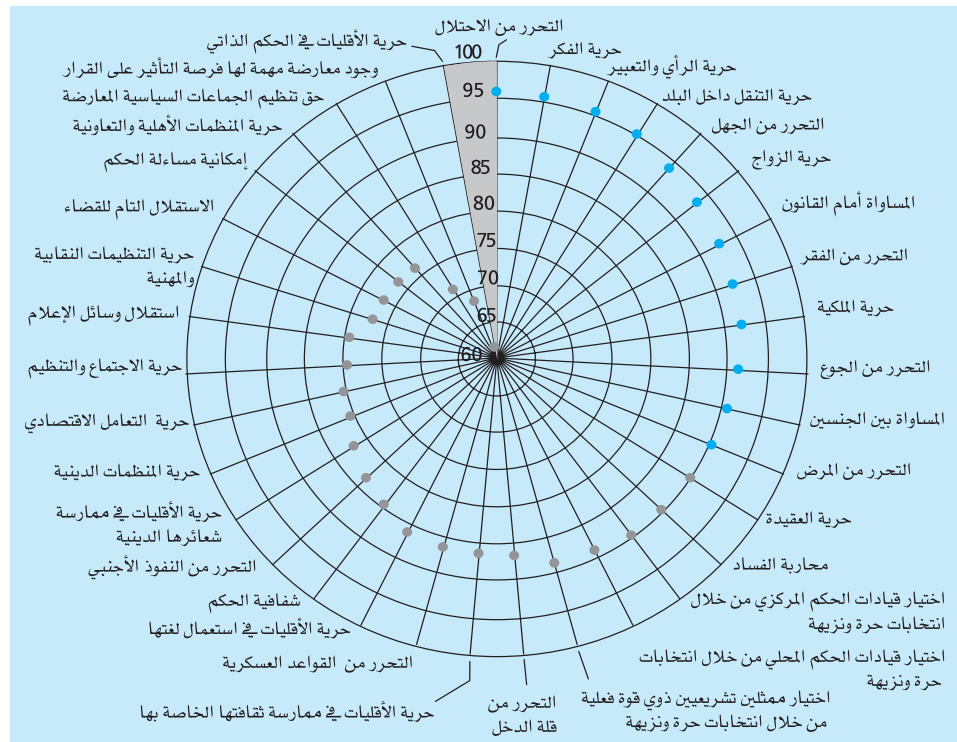 التحرر من الاحتلال
حرية الفكر
حرية الرأي والتعبير
حرية التنقل داخل البلد
التحرر من الجهل
حرية الزواج
المساواة أمام القانون
التحرر من الفقر
حرية الملكية
التحرر من الجوع
المساواة بين الجنسين
التحرر من المرض
حرية العقيدة
محاربة الفساد
اختيار قيادات الحكم المركزي من خلال
انتخابات حرة ونزيهة
اختيار قيادات الحكم المحلي من خلال انتخابات
حرة ونزيهة
اختيار ممثلين تشريعيين ذوي قوة فعلية
من خلال انتخابات حرة ونزيهة
التحرر من
قلة الدخل
حرية الأقليات في ممارسة ثقافتها الخاصة بها
التحرر من القواعد العسكرية
حرية الأقليات في استعمال لغتها
شفافية الحكم
التحرر من النفوذ الأجنبي
حرية الأقليات في ممارسة
شعائرها الدينية
حرية المنظمات الدينية
حرية التعامل الاقتصادي
حرية الاجتماع والتنظيم
استقلال وسائل الإعلام
حرية التنظيمات النقابية
والمهنية
الاستقلال التام للقضاء
إمكانية مساءلة الحكم
حرية المنظمات الأهلية والتعاونية
حق تنظيم الجماعات السياسية المعارضة
وجود معارضة مهمة لها فرصة التأثير على القرار
حرية الأقليات في الحكم الذاتي
100
95
90
85
80
75
70
65
60